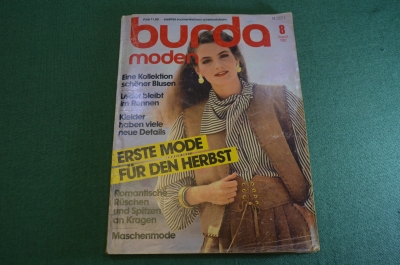 burda
moden
8
Eine Kollektion
schöner Blusen
Leder bleibt
im Rennen
Kleider
haben viele
neue Details
ERSTE MODE
FÜR DEN HERBST
Romantische
Rüschen
und Spitzen
an Kragen
Maschenmode